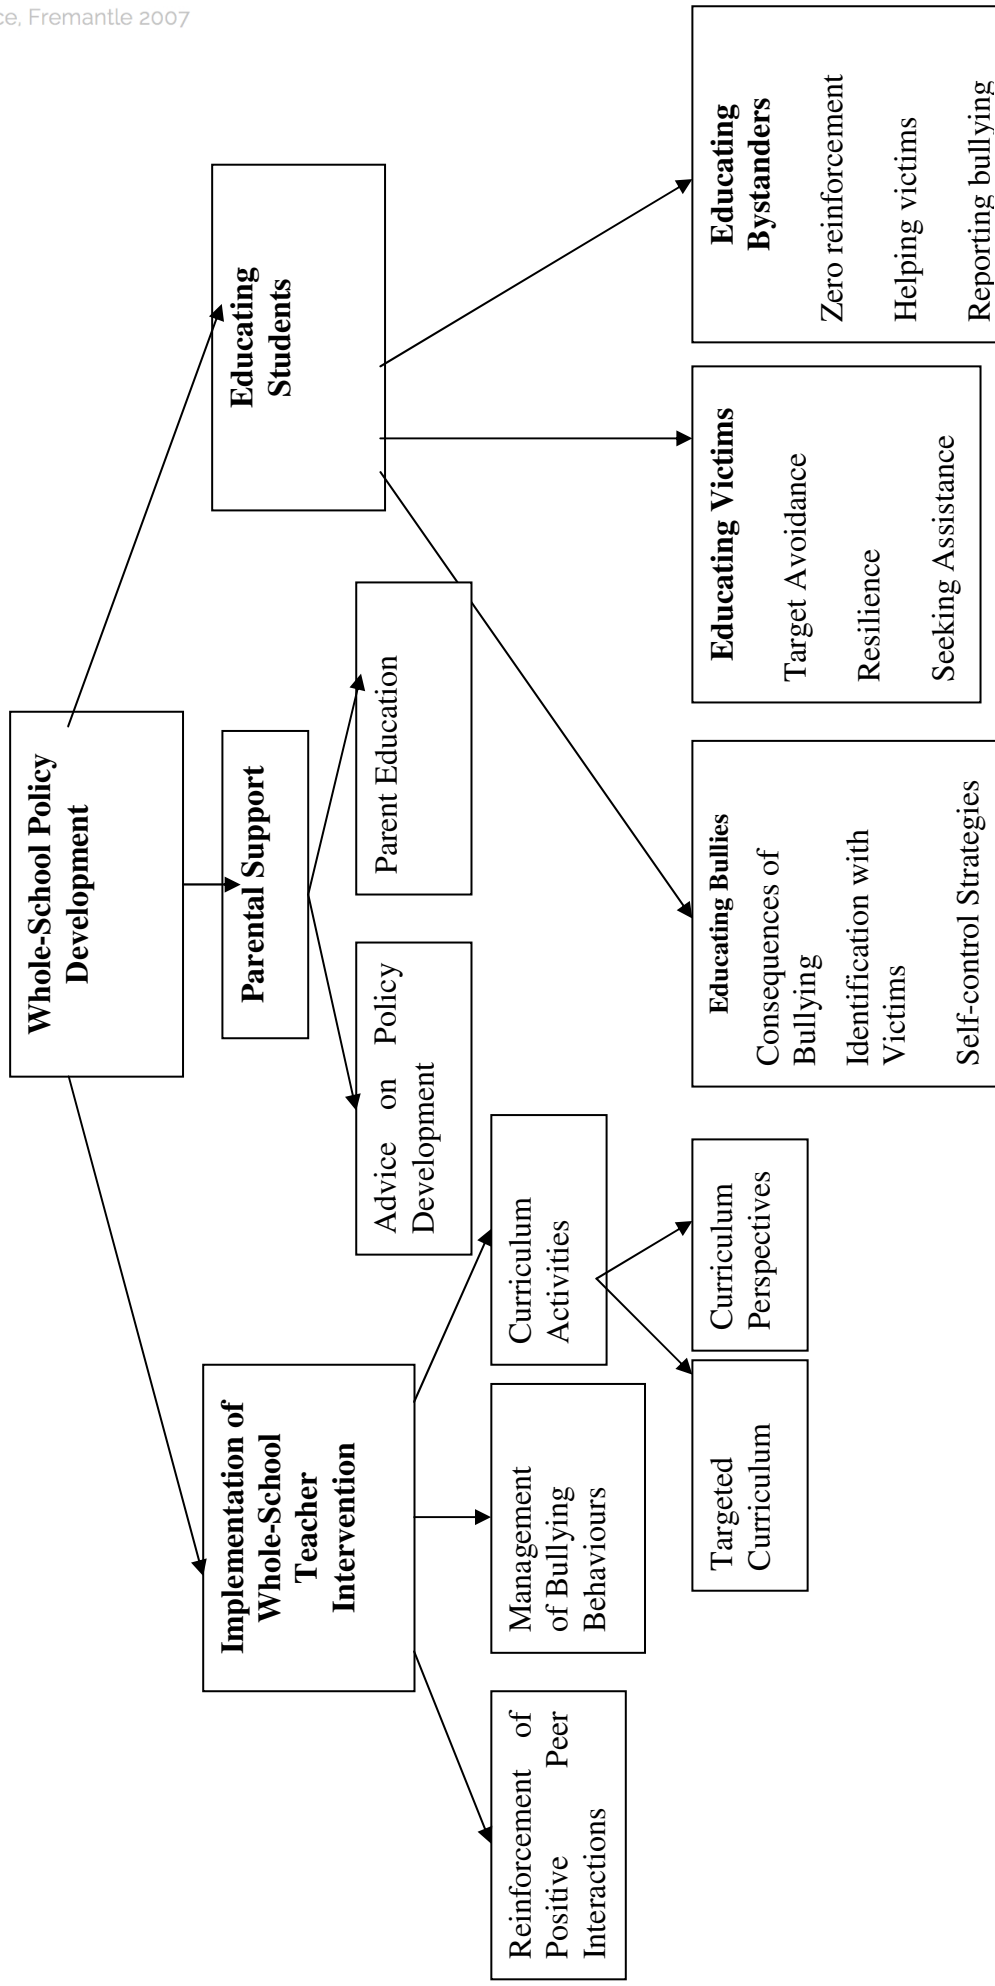 ce, Fremantle 2007
Whole-School Policy
Development
Implementation of
Whole-School
Teacher
Intervention
Parental Support
Educating
Students
Advice on Policy
Development
Parent Education
Reinforcement of
Positive Peer
Interactions
Management
of Bullying
Behaviours
Curriculum
Activities
Targeted
Curriculum
Curriculum
Perspectives
Educating Bullies
Consequences of
Bullying
Identification with
Victims
Self-control Strategies
Educating Victims
Target Avoidance
Resilience
Seeking Assistance
Educating
Bystanders
Zero reinforcement
Helping victims
Reporting bullying